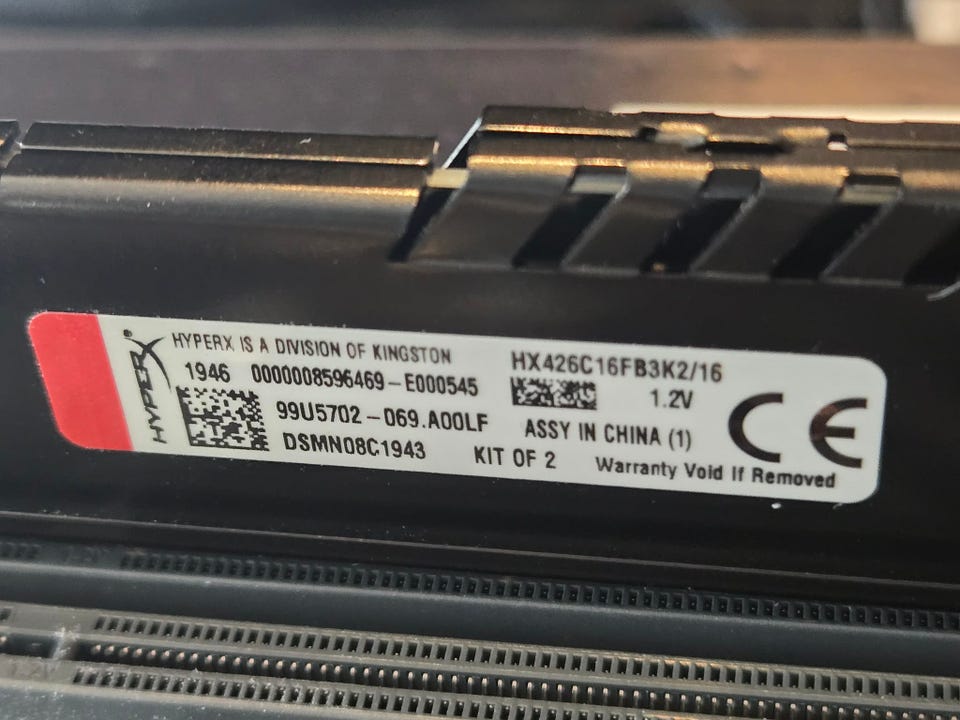 HYPERX
HYPERX IS A DIVISION OF KINGSTON
1946 0000008596469-E000545
99U5702-069.A00LF
DSMN08C1943
HX426C16FB3K2/16
1.2V
ASSY IN CHINA (1)
KIT OF 2
Warranty Void If Removed
CE